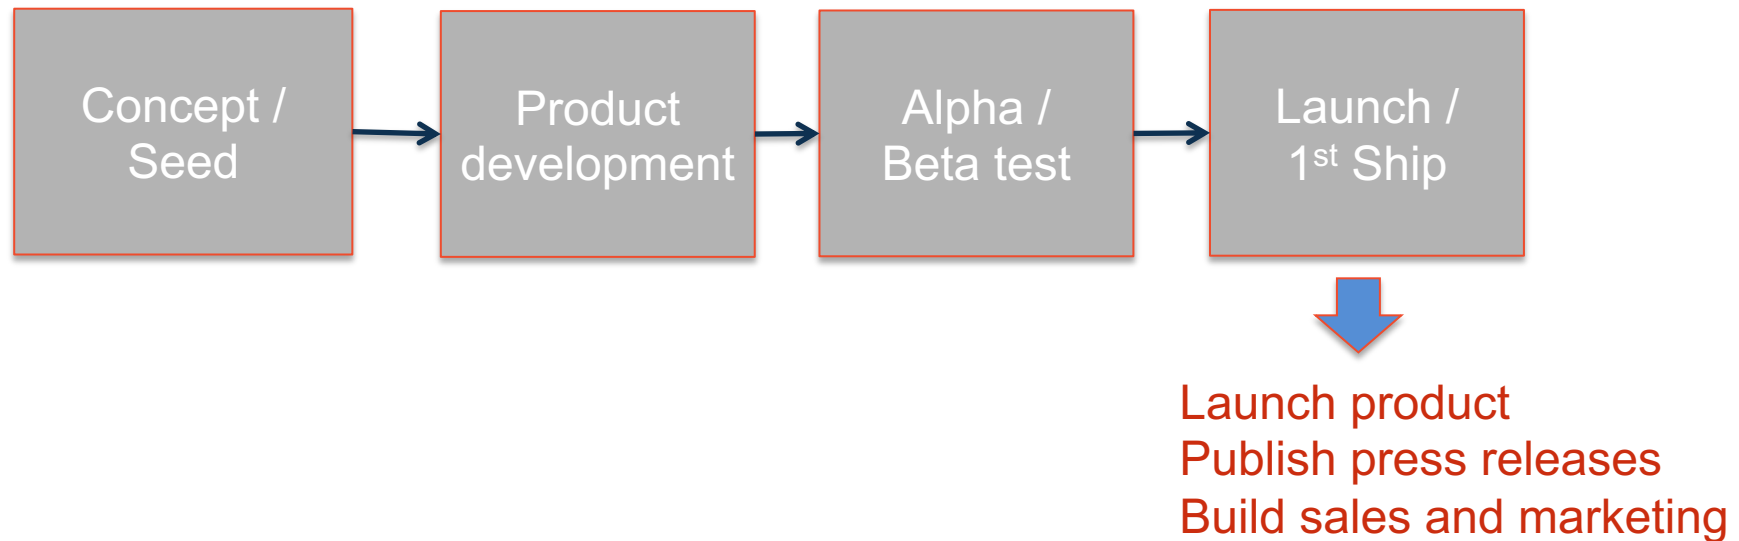 Concept /
Seed
Product
development
Alpha /
Beta test
Launch /
1st Ship
Launch product
Publish press releases
Build sales and marketing